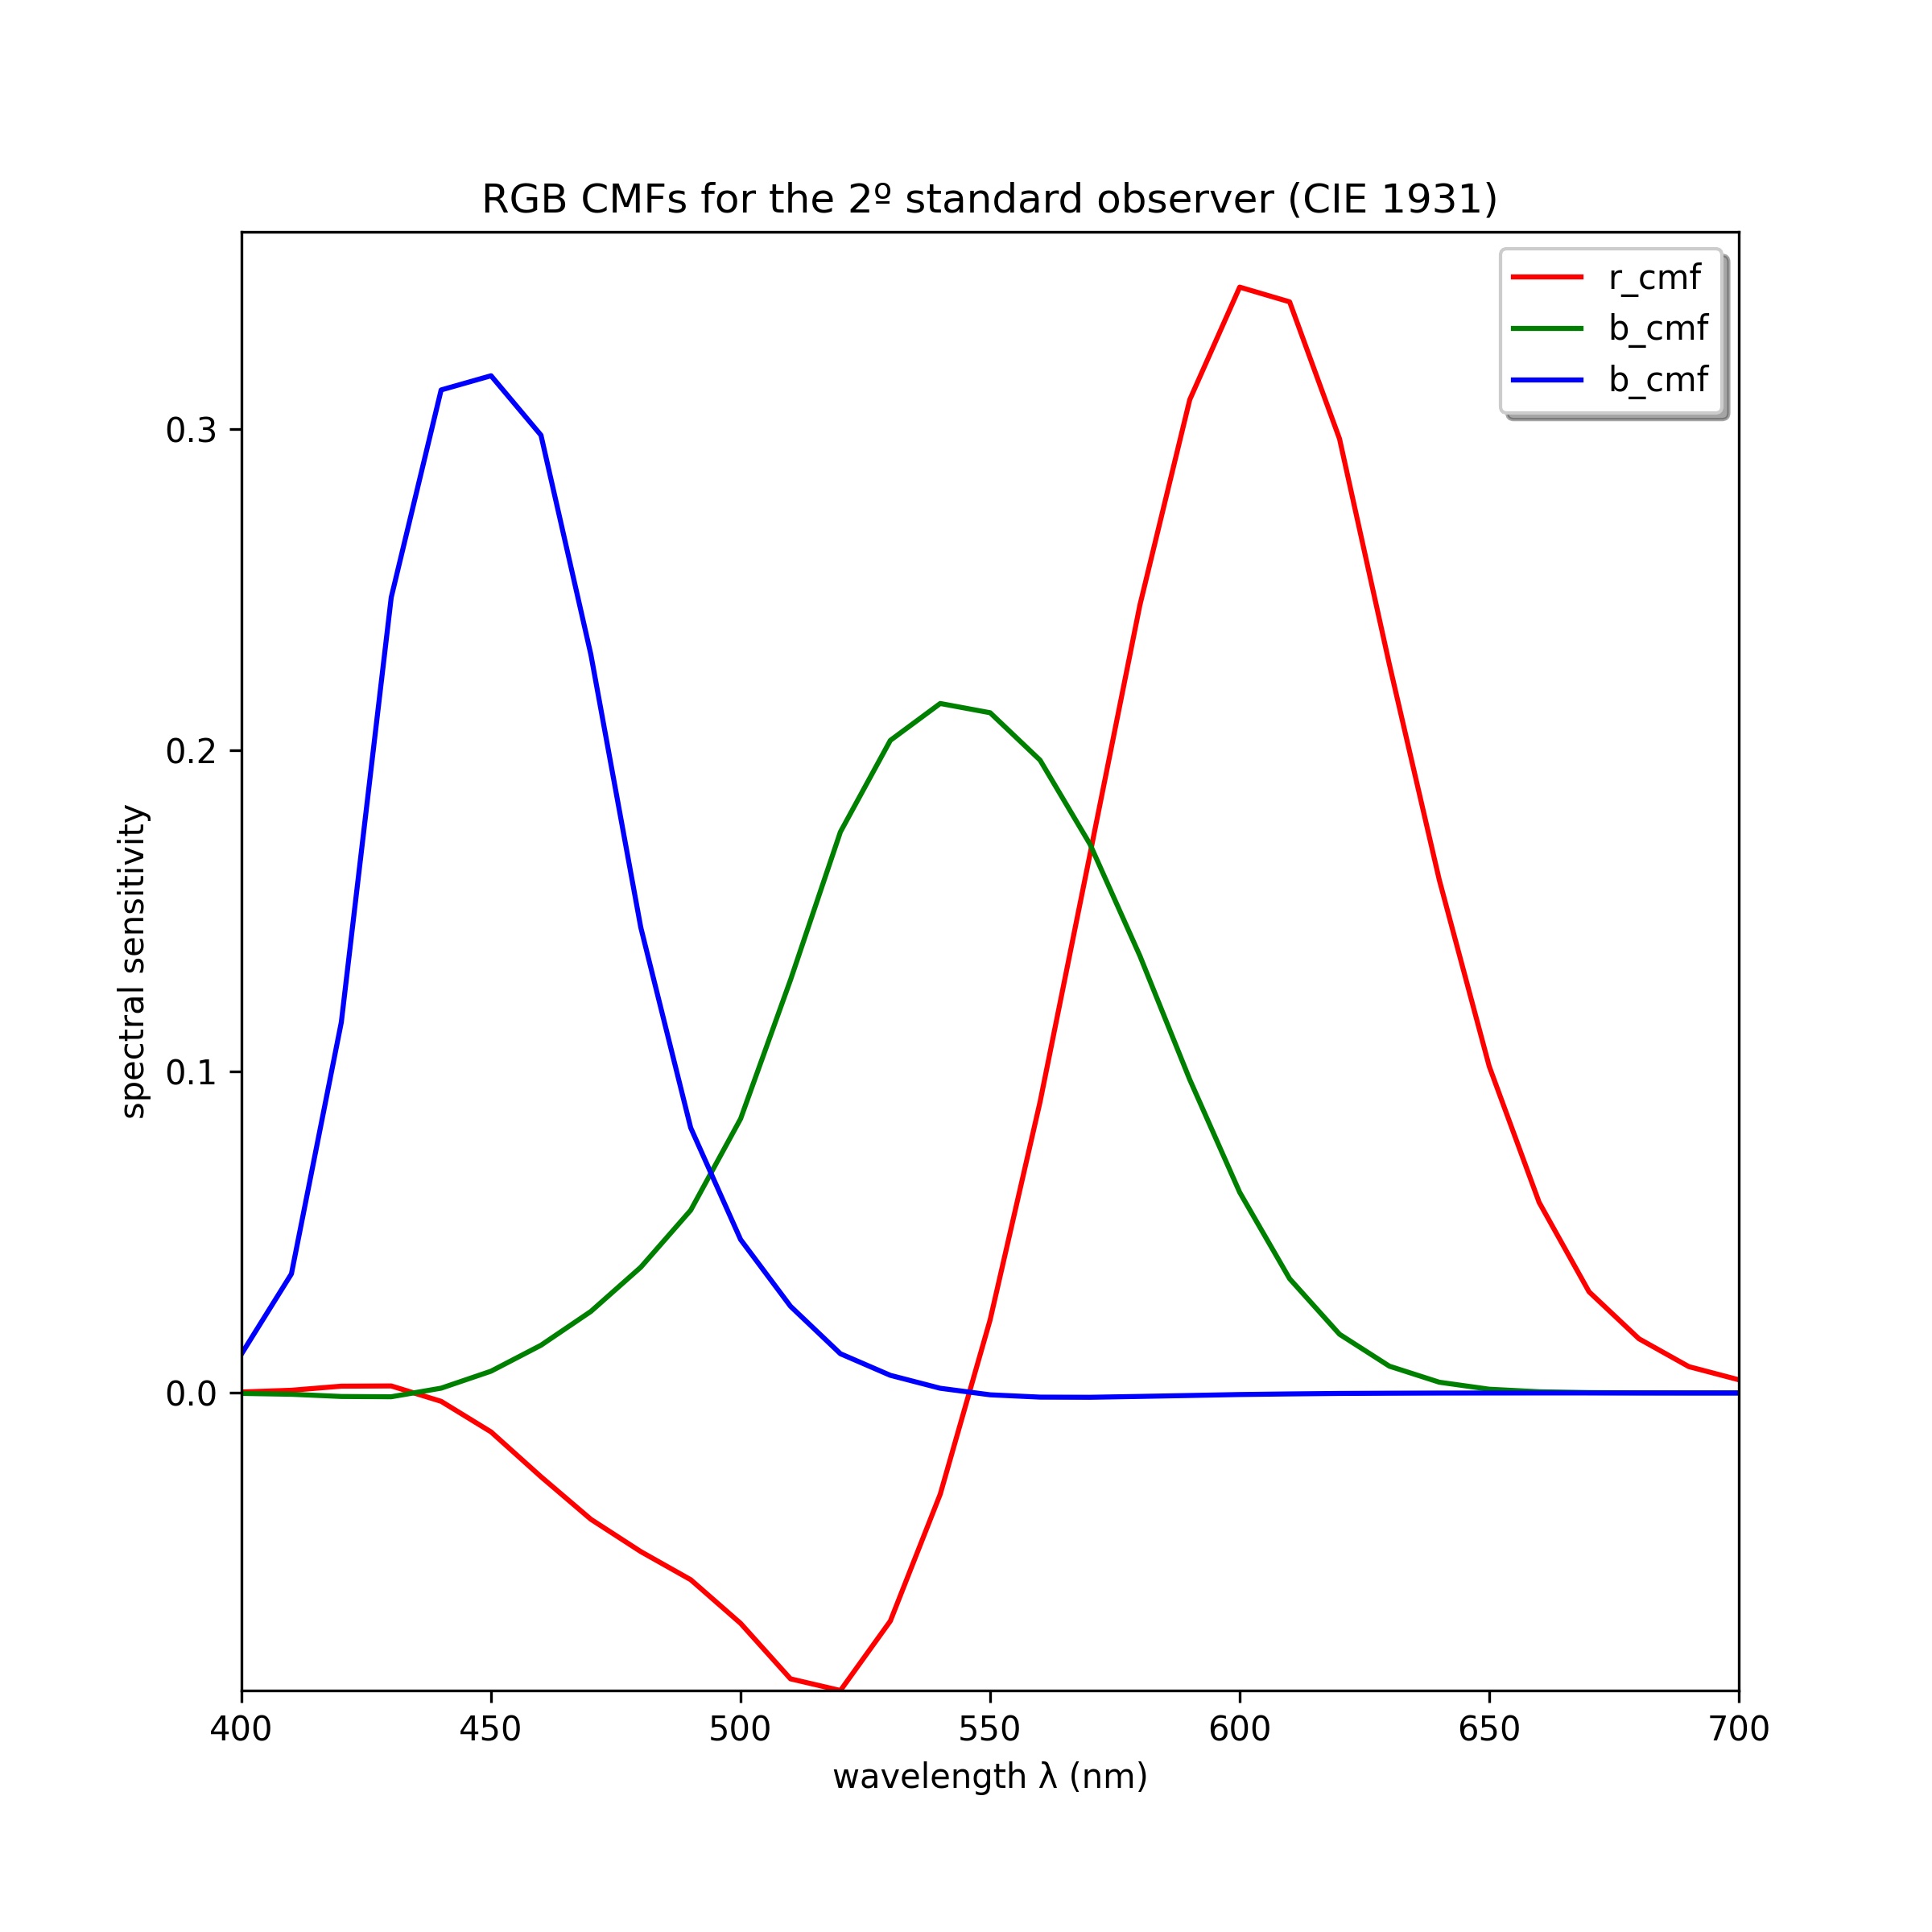 RGB CMFs for the 2º standard observer (CIE 1931)
r_cmf
b_cmf
b_cmf
0.3
0.2
0.1
0.0
spectral sensitivity
400 450 500 550 600 650 700
wavelength λ (nm)